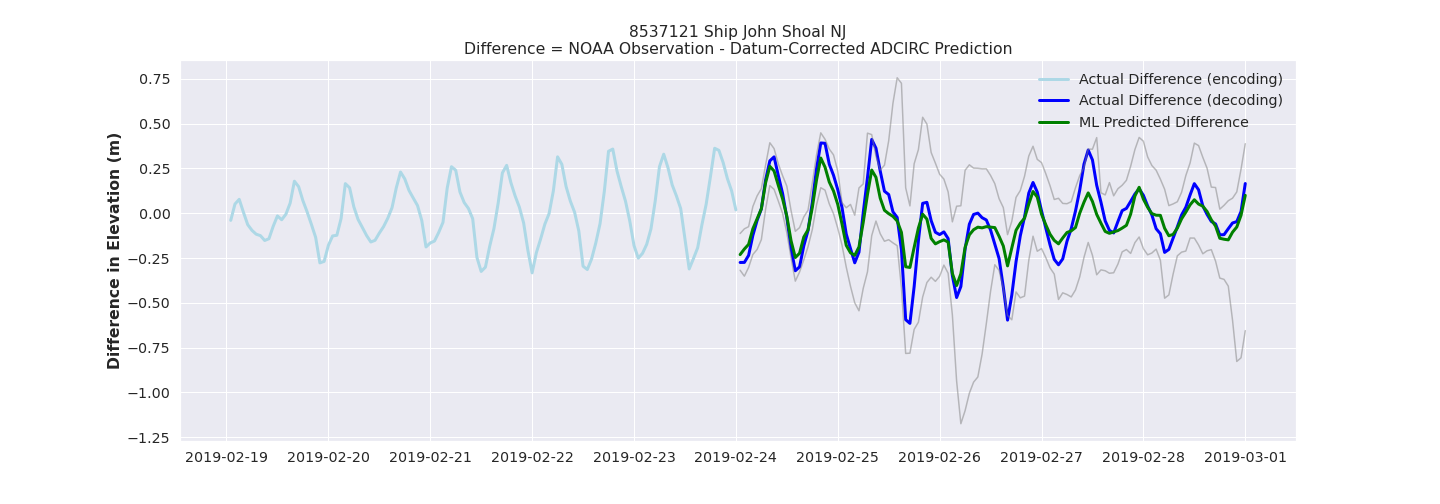 8537121 Ship John Shoal NJ
Difference = NOAA Observation - Datum-Corrected ADCIRC Prediction
Actual Difference (encoding)
Actual Difference (decoding)
ML Predicted Difference
Difference in Elevation (m)
0.75
0.50
0.25
0.00
−0.25
−0.50
−0.75
−1.00
−1.25
2019-02-19 2019-02-20 2019-02-21 2019-02-22 2019-02-23 2019-02-24 2019-02-25 2019-02-26 2019-02-27 2019-02-28 2019-03-01